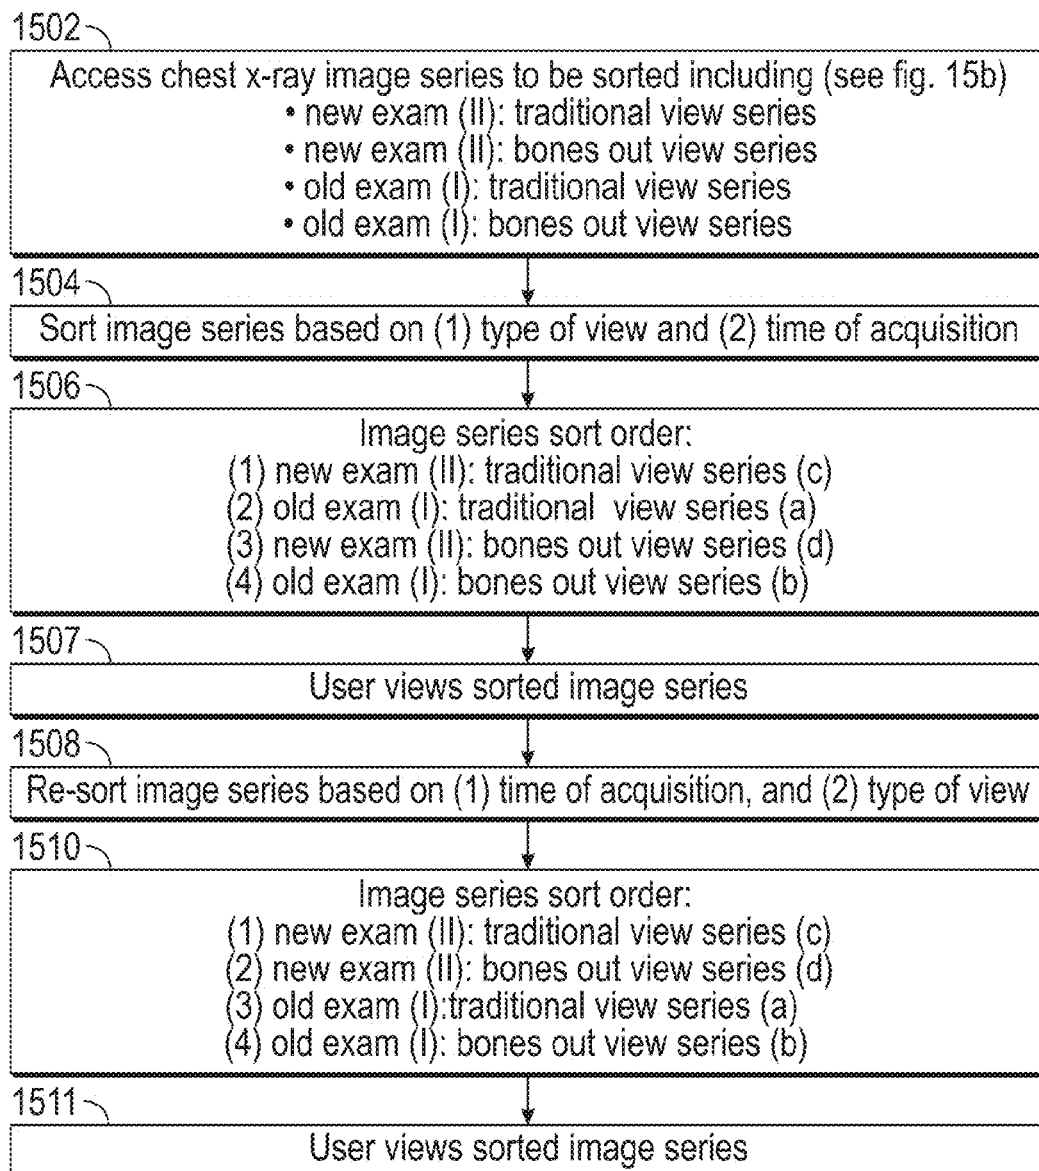 1502
Access chest x-ray image series to be sorted including (see fig. 15b)
• new exam (II): traditional view series
• new exam (II): bones out view series
• old exam (I): traditional view series
• old exam (I): bones out view series
1504
Sort image series based on (1) type of view and (2) time of acquisition
1506
Image series sort order:
(1) new exam (II): traditional view series (c)
(2) old exam (I): traditional view series (a)
(3) new exam (II): bones out view series (d)
(4) old exam (I): bones out view series (b)
1507
User views sorted image series
1508
Re-sort image series based on (1) time of acquisition, and (2) type of view
1510
Image series sort order:
(1) new exam (II): traditional view series (c)
(2) new exam (II): bones out view series (d)
(3) old exam (I):traditional view series (a)
(4) old exam (I): bones out view series (b)
1511
User views sorted image series